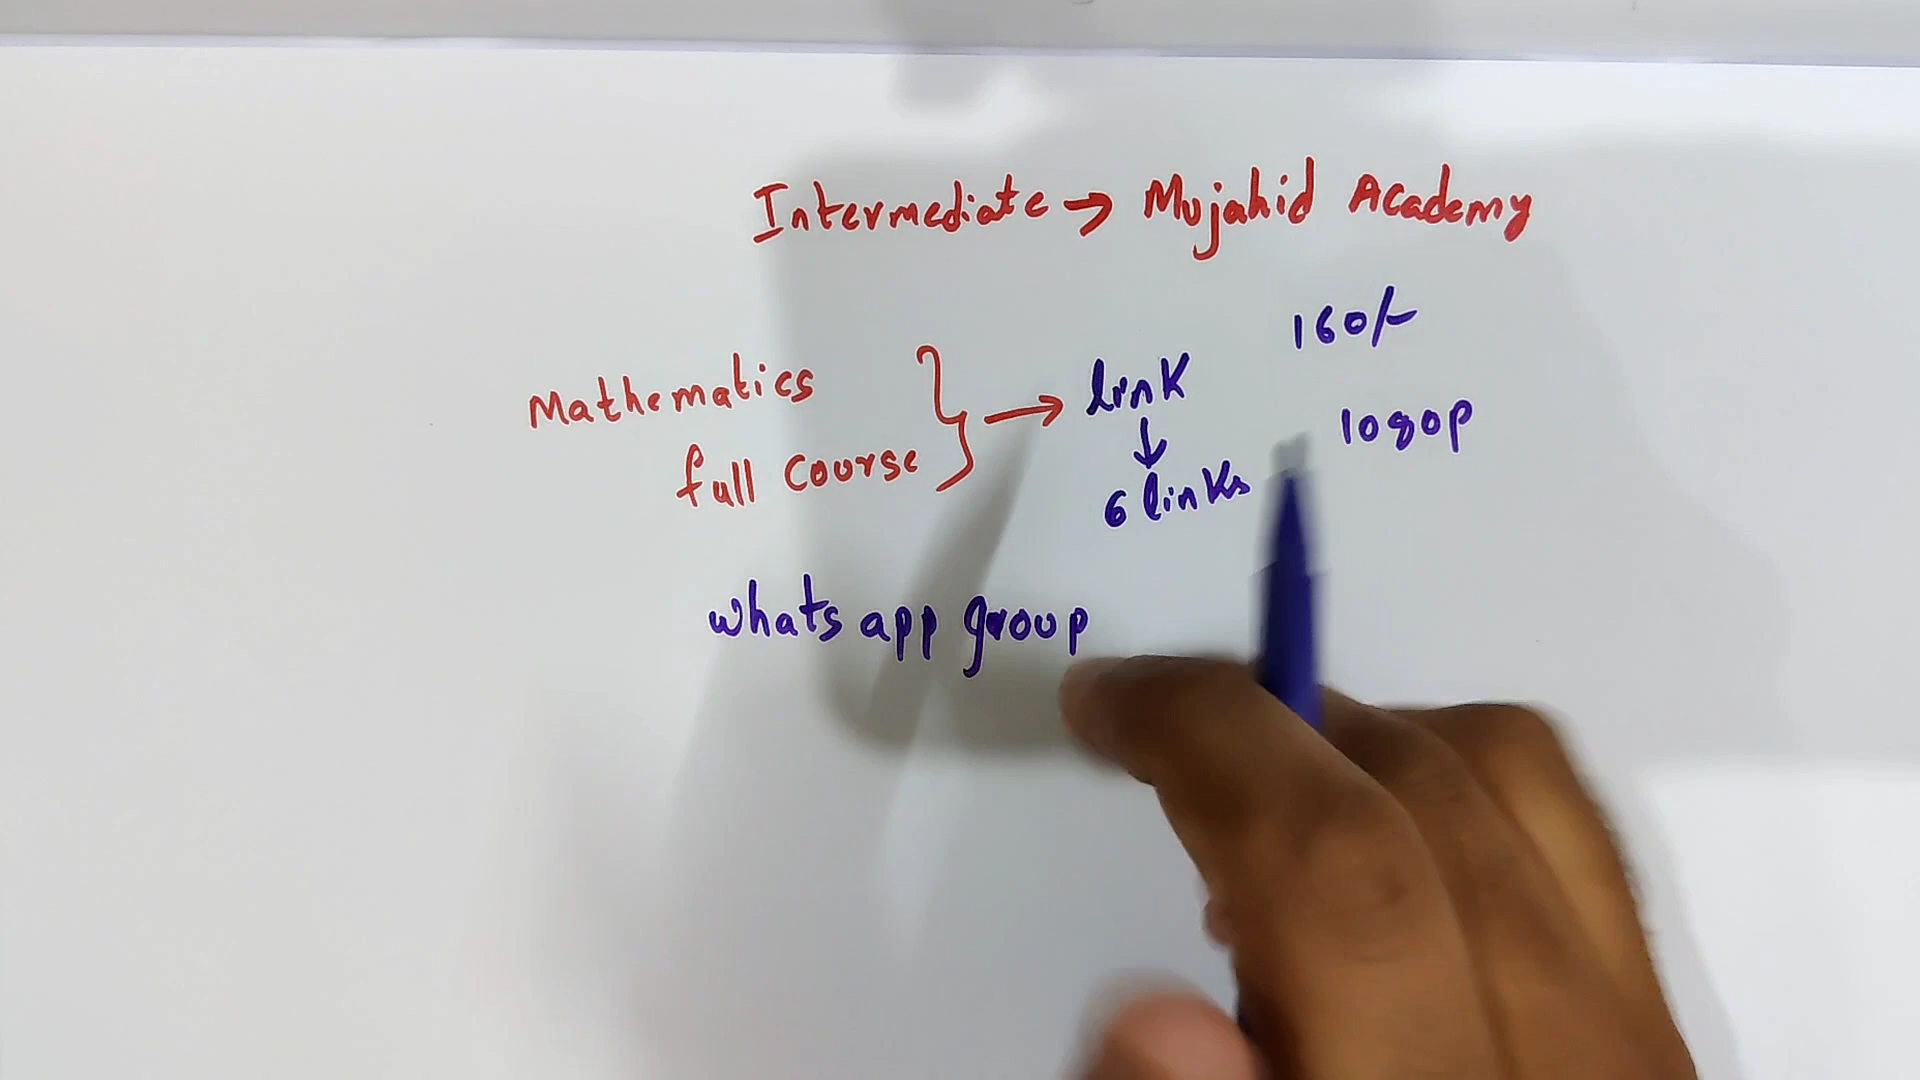 Intermediate → Mujahid Academy
160/-
Mathematics
full course
→ link
1080p
↓
6 links
whats app group